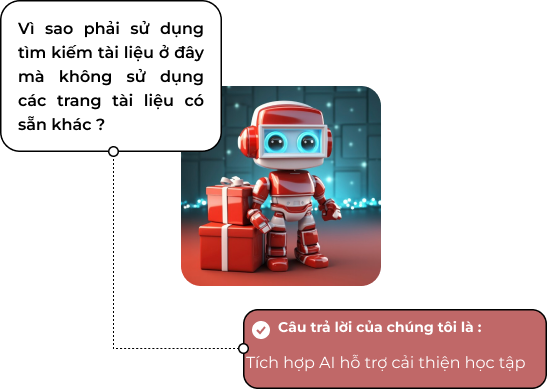 Vì sao phải sử dụng
tìm kiếm tài liệu ở đây
mà không sử dụng
các trang tài liệu có
sẵn khác ?
Câu trả lời của chúng tôi là :
Tích hợp AI hỗ trợ cải thiện học tập